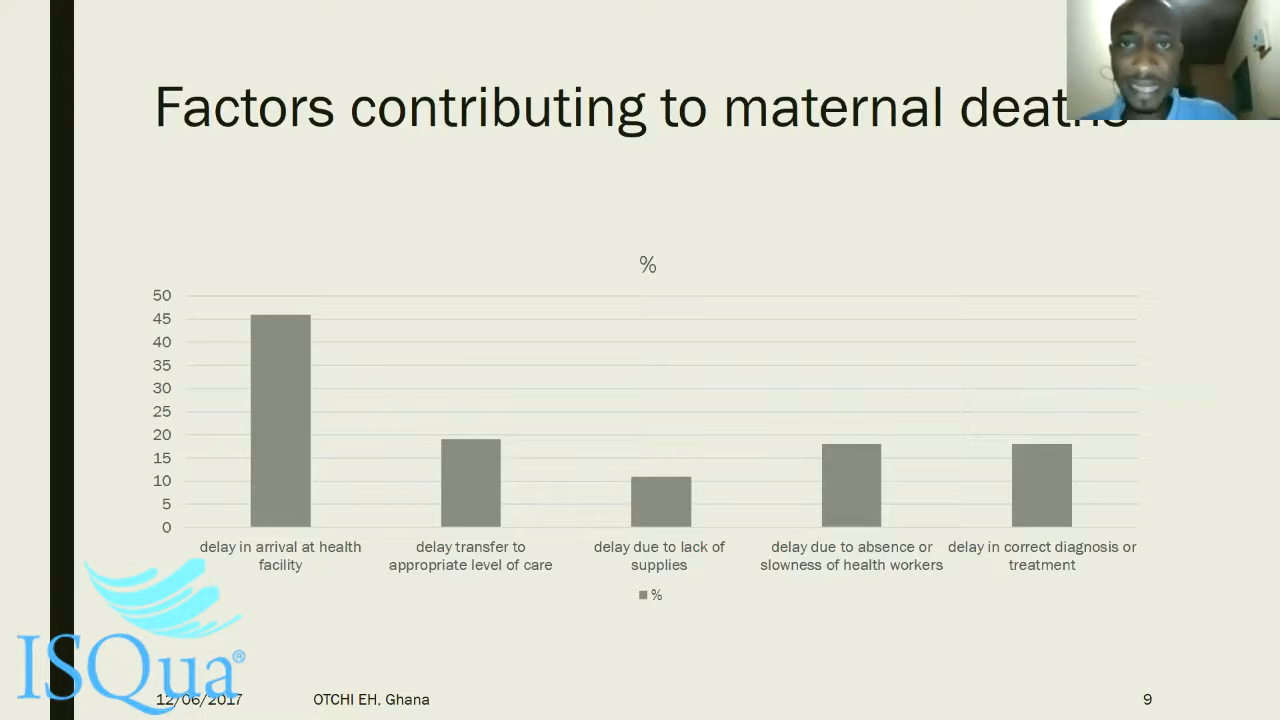 Factors contributing to maternal deaths
%
50
45
40
35
30
25
20
15
10
5
0
delay in arrival at health
facility
delay transfer to
appropriate level of care
delay due to lack of
supplies
delay due to absence or
slowness of health workers
delay in correct diagnosis or
treatment
%
ISQua®
12/06/2017 OTCHI EH, Ghana 9